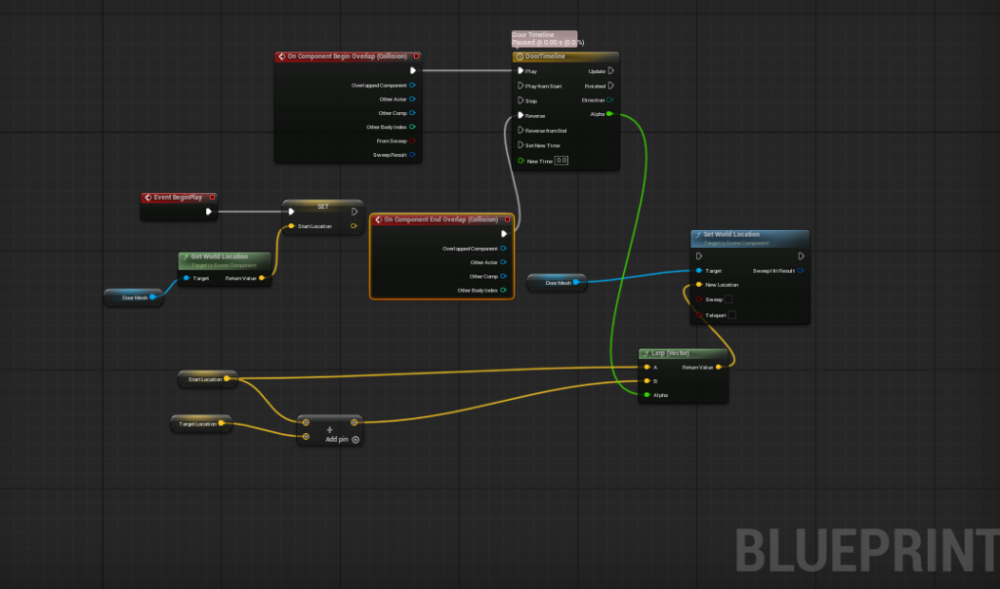 Door Timeline
Paused @ 0.00 s (0.0 %)
On Component Begin Overlap (Collision)
Overlapped Component
Other Actor
Other Comp
Other Body Index
From Sweep
Sweep Result
DoorTimeline
Play
Update
Play from Start
Finished
Stop
Direction
Reverse
Alpha
Reverse from End
Set New Time
New Time
0.0
Event BeginPlay
SET
Start Location
Get World Location
Target is Scene Component
Target
Return Value
Door Mesh
On Component End Overlap (Collision)
Overlapped Component
Other Actor
Other Comp
Other Body Index
Door Mesh
Set World Location
Target is Scene Component
Target
Sweep Hit Result
New Location
Sweep
Teleport
Lerp (Vector)
A
Return Value
B
Alpha
Start Location
Target Location
Add pin
BLUEPRINT